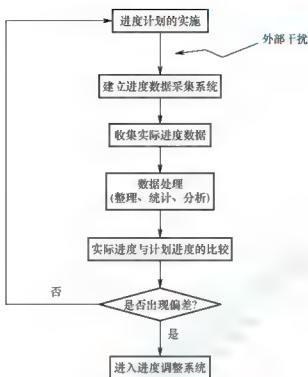 进度计划的实施
外部干扰
建立进度数据采集系统
收集实际进度数据
数据处理
(整理、统计、分析)
实际进度与计划进度的比较
是否出现偏差?
否
是
进入进度调整系统